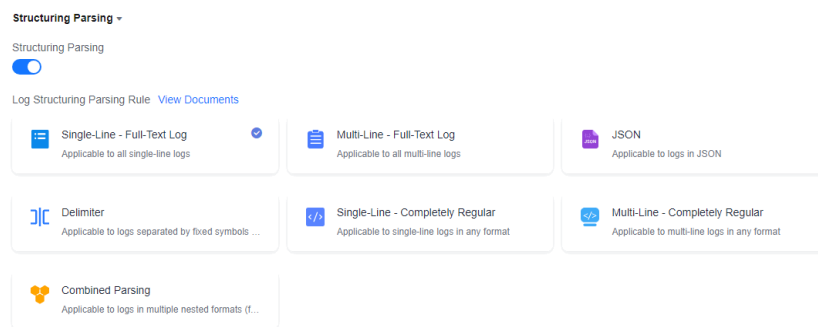 Structuring Parsing
Structuring Parsing
Log Structuring Parsing Rule View Documents
Single-Line - Full-Text Log
Applicable to all single-line logs
Multi-Line - Full-Text Log
Applicable to all multi-line logs
JSON
JSON
Applicable to logs in JSON
Delimiter
Applicable to logs separated by fixed symbols ...
Single-Line - Completely Regular
Applicable to single-line logs in any format
Multi-Line - Completely Regular
Applicable to multi-line logs in any format
Combined Parsing
Applicable to logs in multiple nested formats (f...